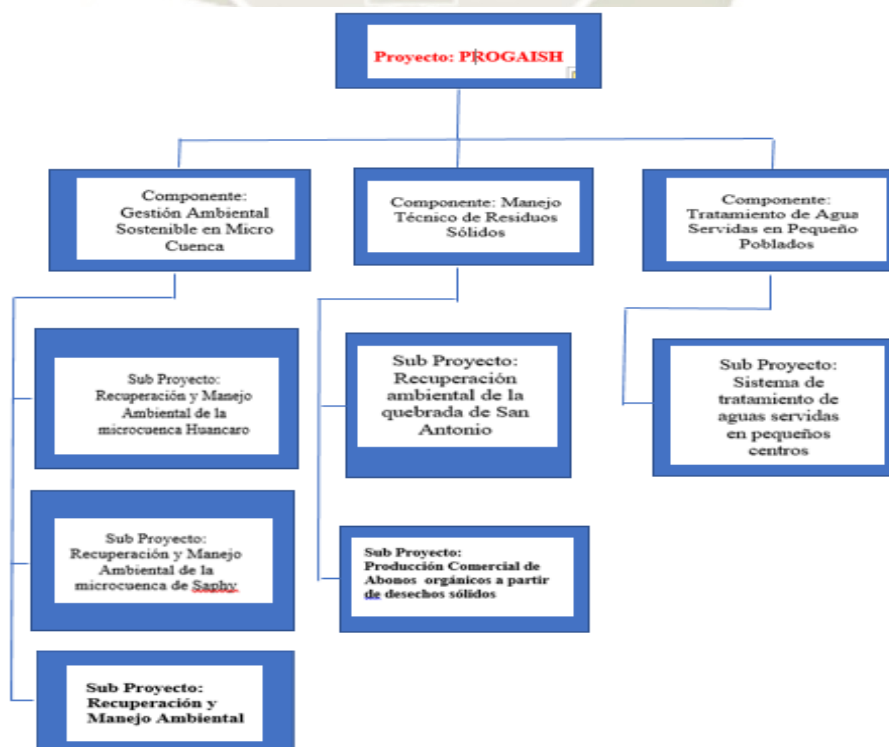 Proyecto: PROGAISH
Componente:
Gestión Ambiental
Sostenible en Micro
Cuenca
Componente: Manejo
Técnico de Residuos
Sólidos
Componente:
Tratamiento de Agua
Servidas en Pequeño
Poblados
Sub Proyecto:
Recuperación y Manejo
Ambiental de la
microcuenca Huancaro
Sub Proyecto:
Recuperación
ambiental de la
quebrada de San
Antonio
Sub Proyecto:
Sistema de
tratamiento de
aguas servidas
en pequeños
centros
Sub Proyecto:
Recuperación y Manejo
Ambiental de la
microcuenca de Saphy
Sub Proyecto:
Producción Comercial de
Abonos orgánicos a partir
de desechos sólidos
Sub Proyecto:
Recuperación y
Manejo Ambiental